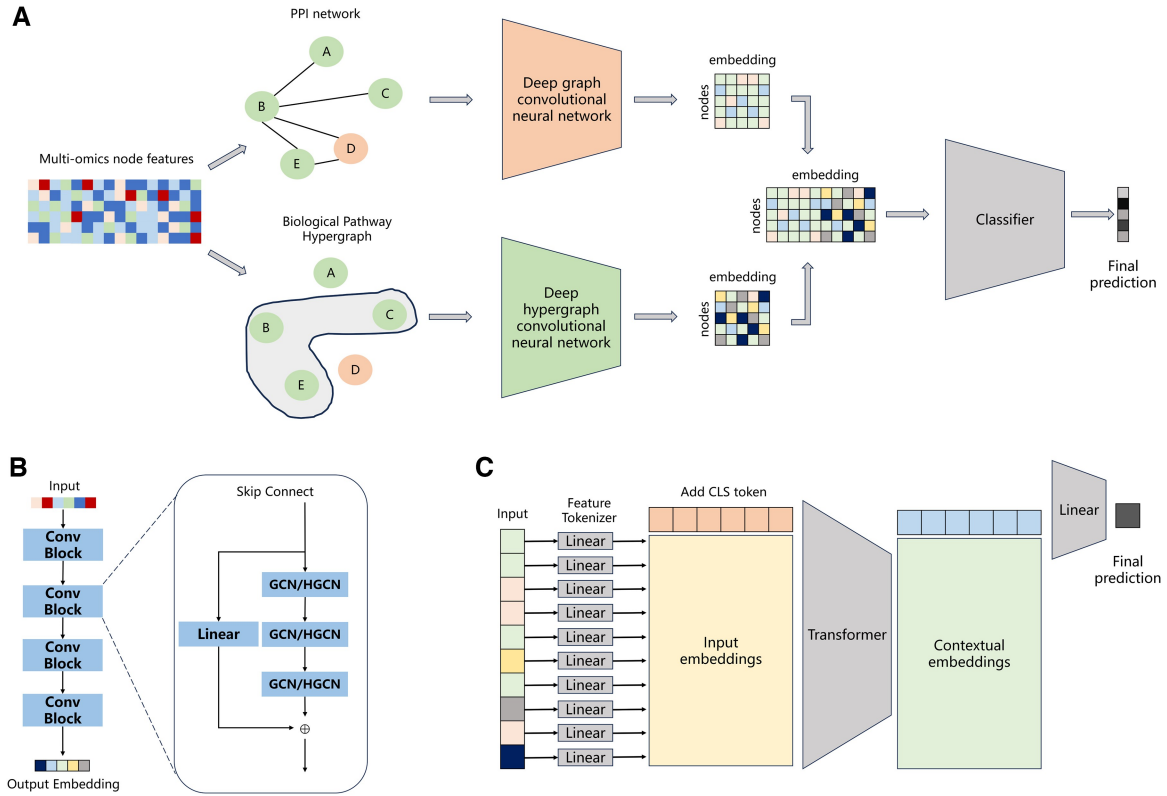 A
PPI network
A
B
C
D
E
Multi-omics node features
Biological Pathway
Hypergraph
A
B
C
D
E
Deep graph
convolutional
neural network
Deep
hypergraph
convolutional
neural network
embedding
nodes
embedding
nodes
embedding
nodes
Classifier
Final
prediction
B
Input
Conv
Block
Conv
Block
Conv
Block
Conv
Block
Output Embedding
Skip Connect
GCN/HGCN
Linear
GCN/HGCN
GCN/HGCN
C
Input
Feature
Tokenizer
Linear
Linear
Linear
Linear
Linear
Linear
Linear
Linear
Linear
Linear
Add CLS token
Input
embeddings
Transformer
Contextual
embeddings
Linear
Final
prediction